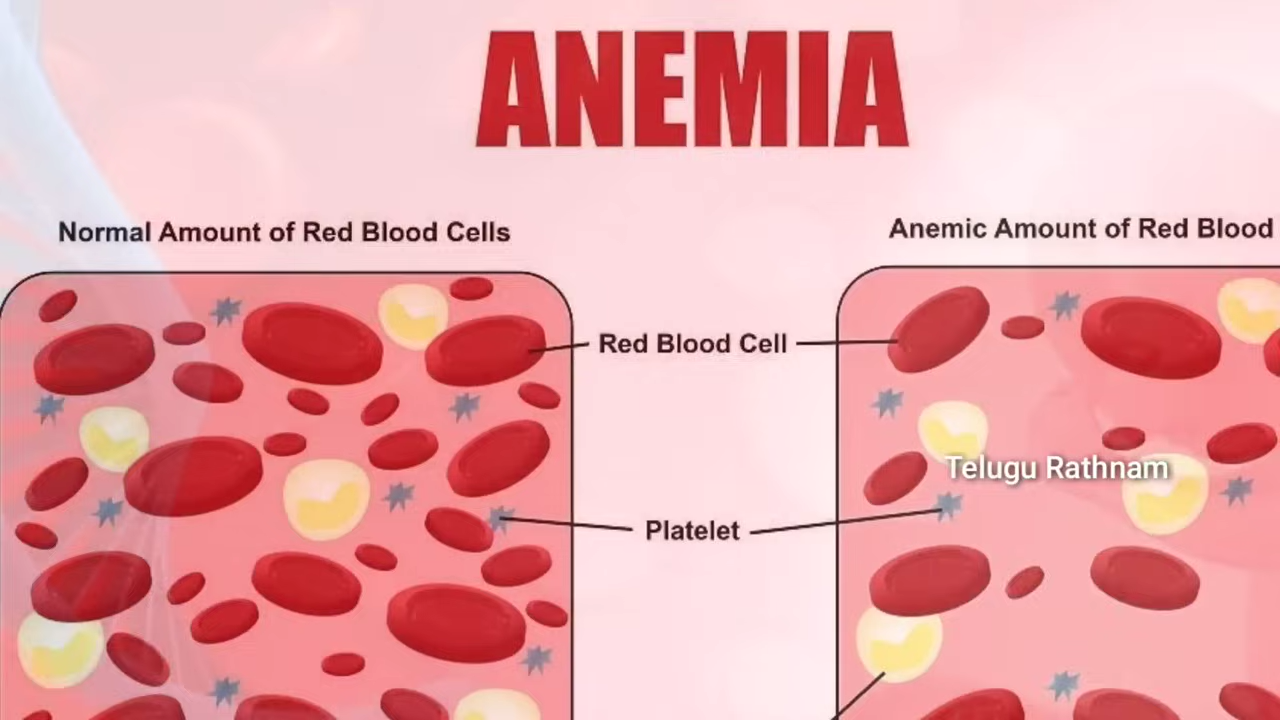 ANEMIA
Normal Amount of Red Blood Cells
Anemic Amount of Red Blood
Red Blood Cell
Telugu Rathnam
Platelet